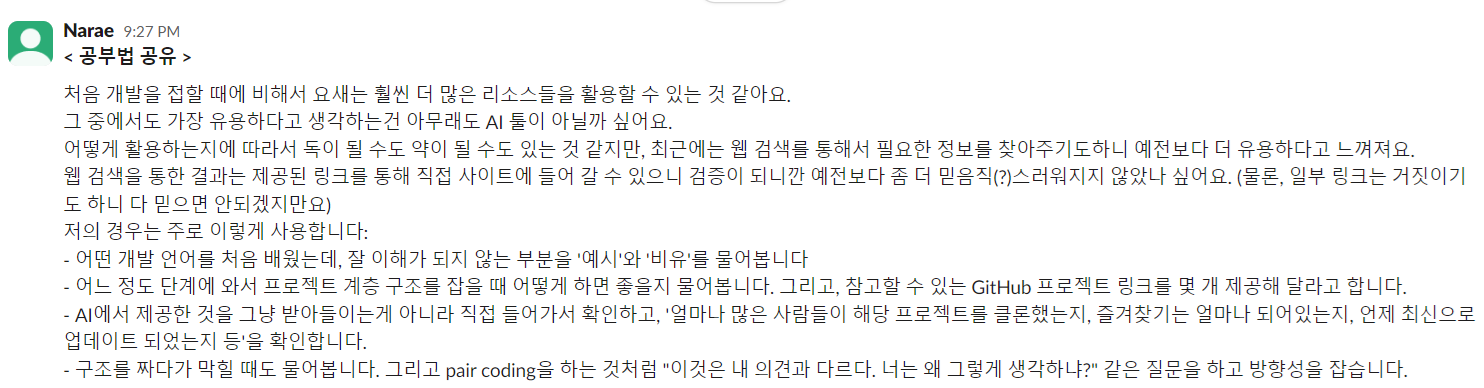 Narae 9:27 PM
< 공부법 공유 >
처음 개발을 접할 때에 비해서 요새는 훨씬 더 많은 리소스들을 활용할 수 있는 것 같아요.
그 중에서도 가장 유용하다고 생각하는건 아무래도 AI 툴이 아닐까 싶어요.
어떻게 활용하는지에 따라서 독이 될 수도 약이 될 수도 있는 것 같지만, 최근에는 웹 검색를 통해서 필요한 정보를 찾아주기도하니 예전보다 더 유용하다고 느껴져요.
웹 검색을 통한 결과는 제공된 링크를 통해 직접 사이트에 들어 갈 수 있으니 검증이 되니깐 예전보다 좀 더 믿음직(?)스러워지지 않았나 싶어요. (물론, 일부 링크는 거짓이기
도 하니 다 믿으면 안되겠지만요)
저의 경우는 주로 이렇게 사용합니다:
- 어떤 개발 언어를 처음 배웠는데, 잘 이해가 되지 않는 부분을 '예시'와 '비유'를 물어봅니다
- 어느 정도 단계에 와서 프로젝트 계층 구조를 잡을 때 어떻게 하면 좋을지 물어봅니다. 그리고, 참고할 수 있는 GitHub 프로젝트 링크를 몇 개 제공해 달라고 합니다.
- AI에서 제공한 것을 그냥 받아들이는게 아니라 직접 들어가서 확인하고, '얼마나 많은 사람들이 해당 프로젝트를 클론했는지, 즐겨찾기는 얼마나 되어있는지, 언제 최신으로
업데이트 되었는지 등'을 확인합니다.
- 구조를 짜다가 막힐 때도 물어봅니다. 그리고 pair coding을 하는 것처럼 "이것은 내 의견과 다르다. 너는 왜 그렇게 생각하냐?" 같은 질문을 하고 방향성을 잡습니다.